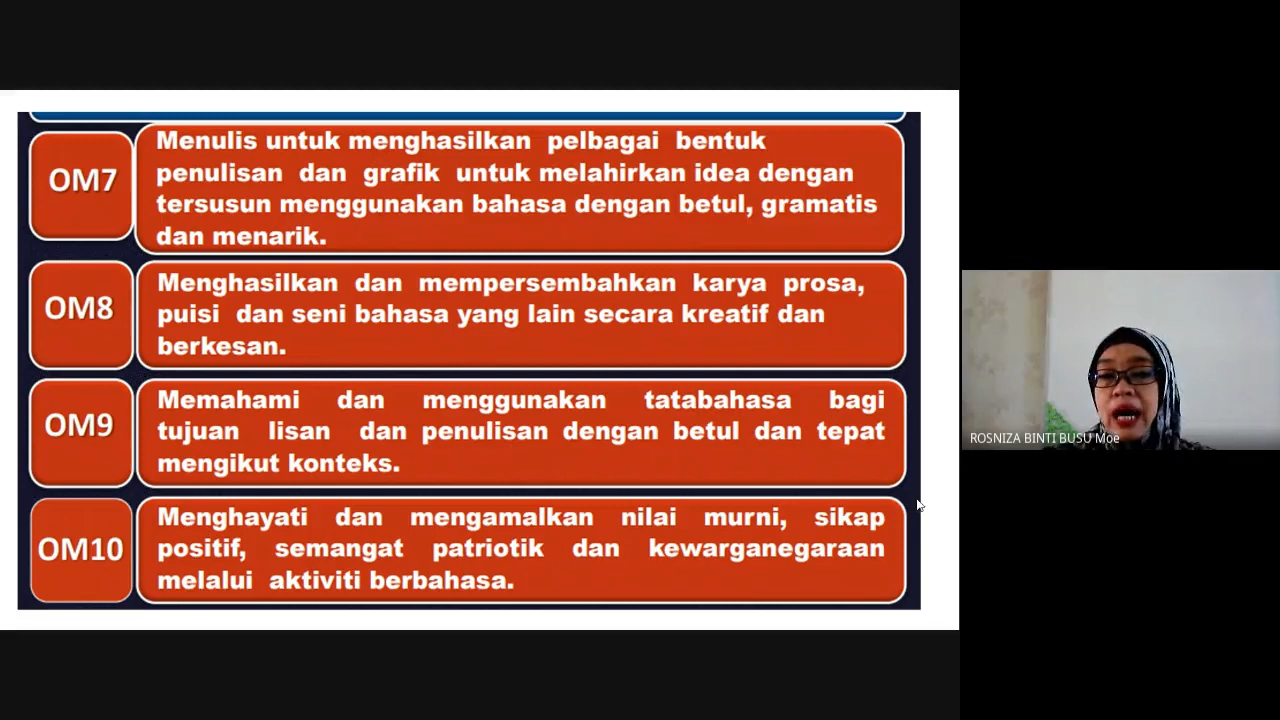 OM7
Menulis untuk menghasilkan pelbagai bentuk
penulisan dan grafik untuk melahirkan idea dengan
tersusun menggunakan bahasa dengan betul, gramatis
dan menarik.
OM8
Menghasilkan dan mempersembahkan karya prosa,
puisi dan seni bahasa yang lain secara kreatif dan
berkesan.
OM9
Memahami dan menggunakan tatabahasa bagi
tujuan lisan dan penulisan dengan betul dan tepat
mengikut konteks.
OM10
Menghayati dan mengamalkan nilai murni, sikap
positif, semangat patriotik dan kewarganegaraan
melalui aktiviti berbahasa.
ROSNIZA BINTI BUSU Moe